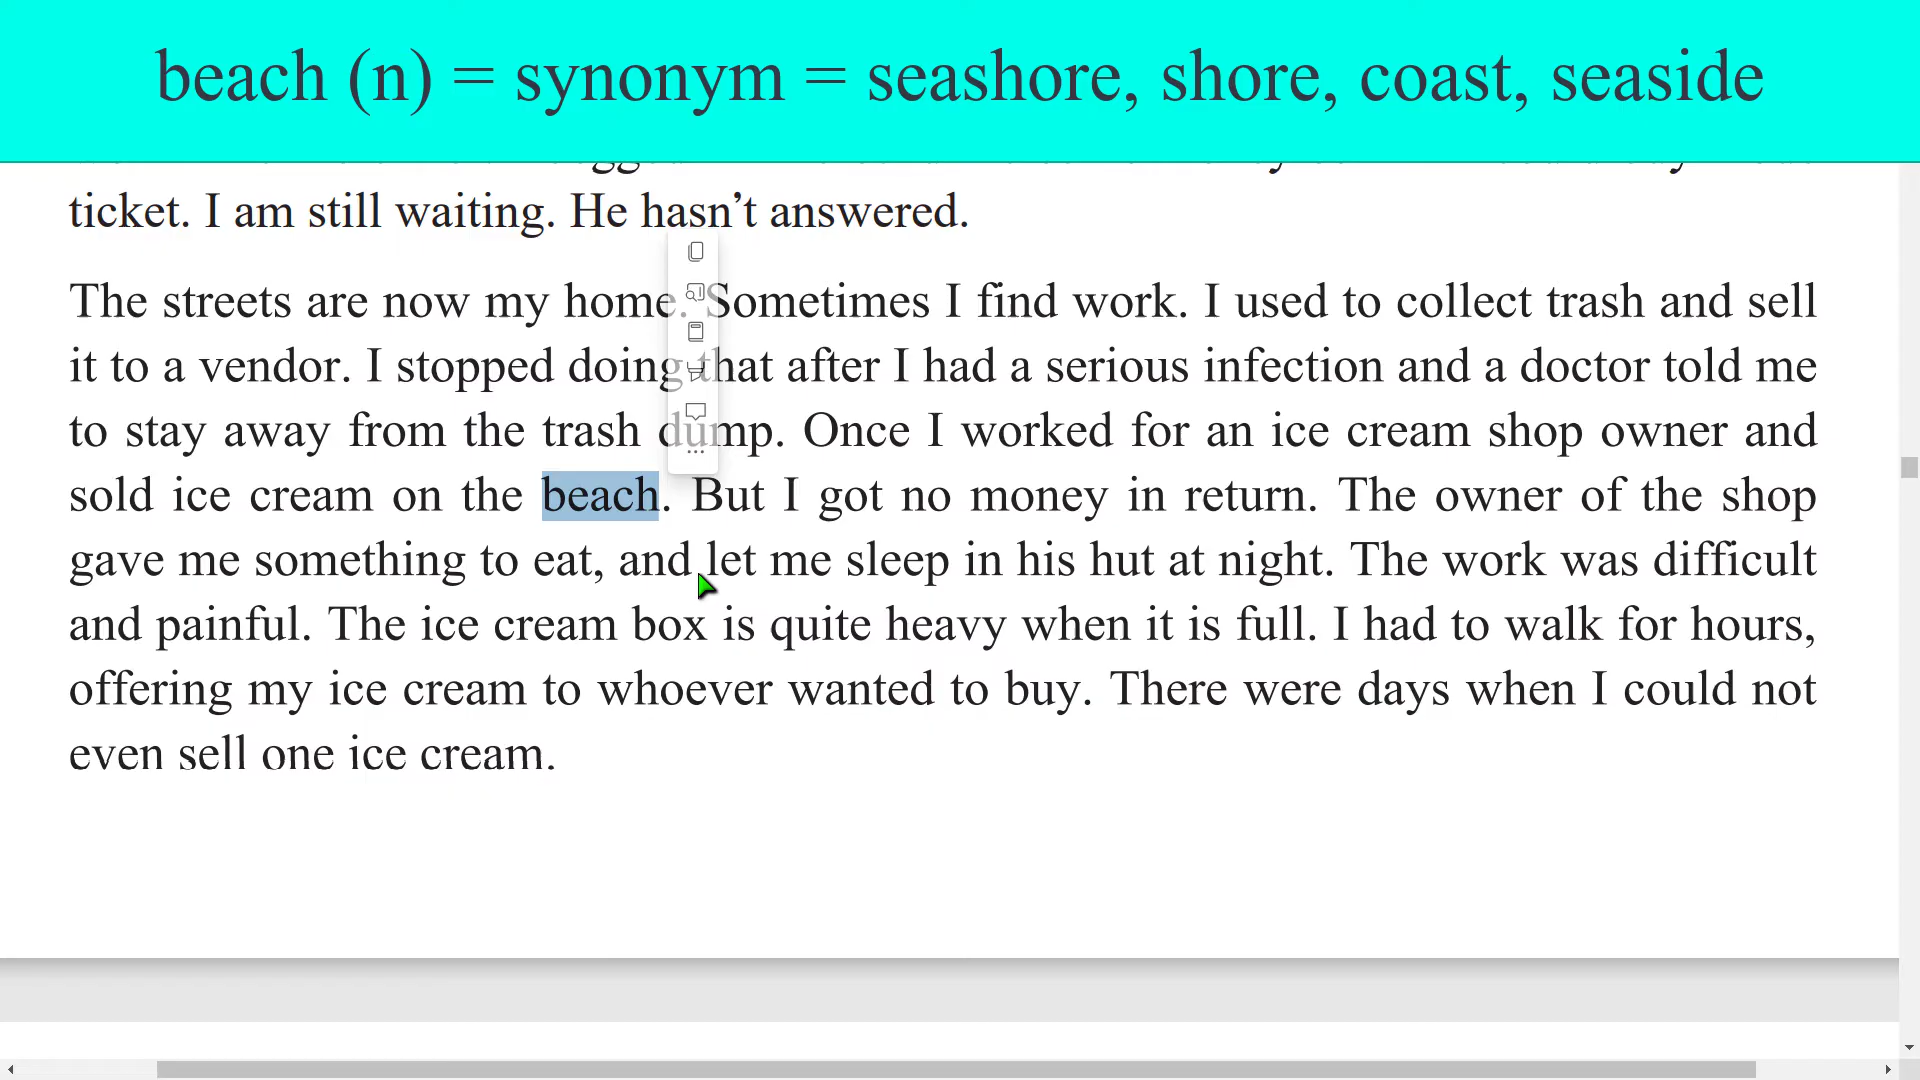 beach (n) = synonym = seashore, shore, coast, seaside
ticket. I am still waiting. He hasn’t answered.
The streets are now my home. Sometimes I find work. I used to collect trash and sell
it to a vendor. I stopped doing that after I had a serious infection and a doctor told me
to stay away from the trash dump. Once I worked for an ice cream shop owner and
sold ice cream on the beach. But I got no money in return. The owner of the shop
gave me something to eat, and let me sleep in his hut at night. The work was difficult
and painful. The ice cream box is quite heavy when it is full. I had to walk for hours,
offering my ice cream to whoever wanted to buy. There were days when I could not
even sell one ice cream.